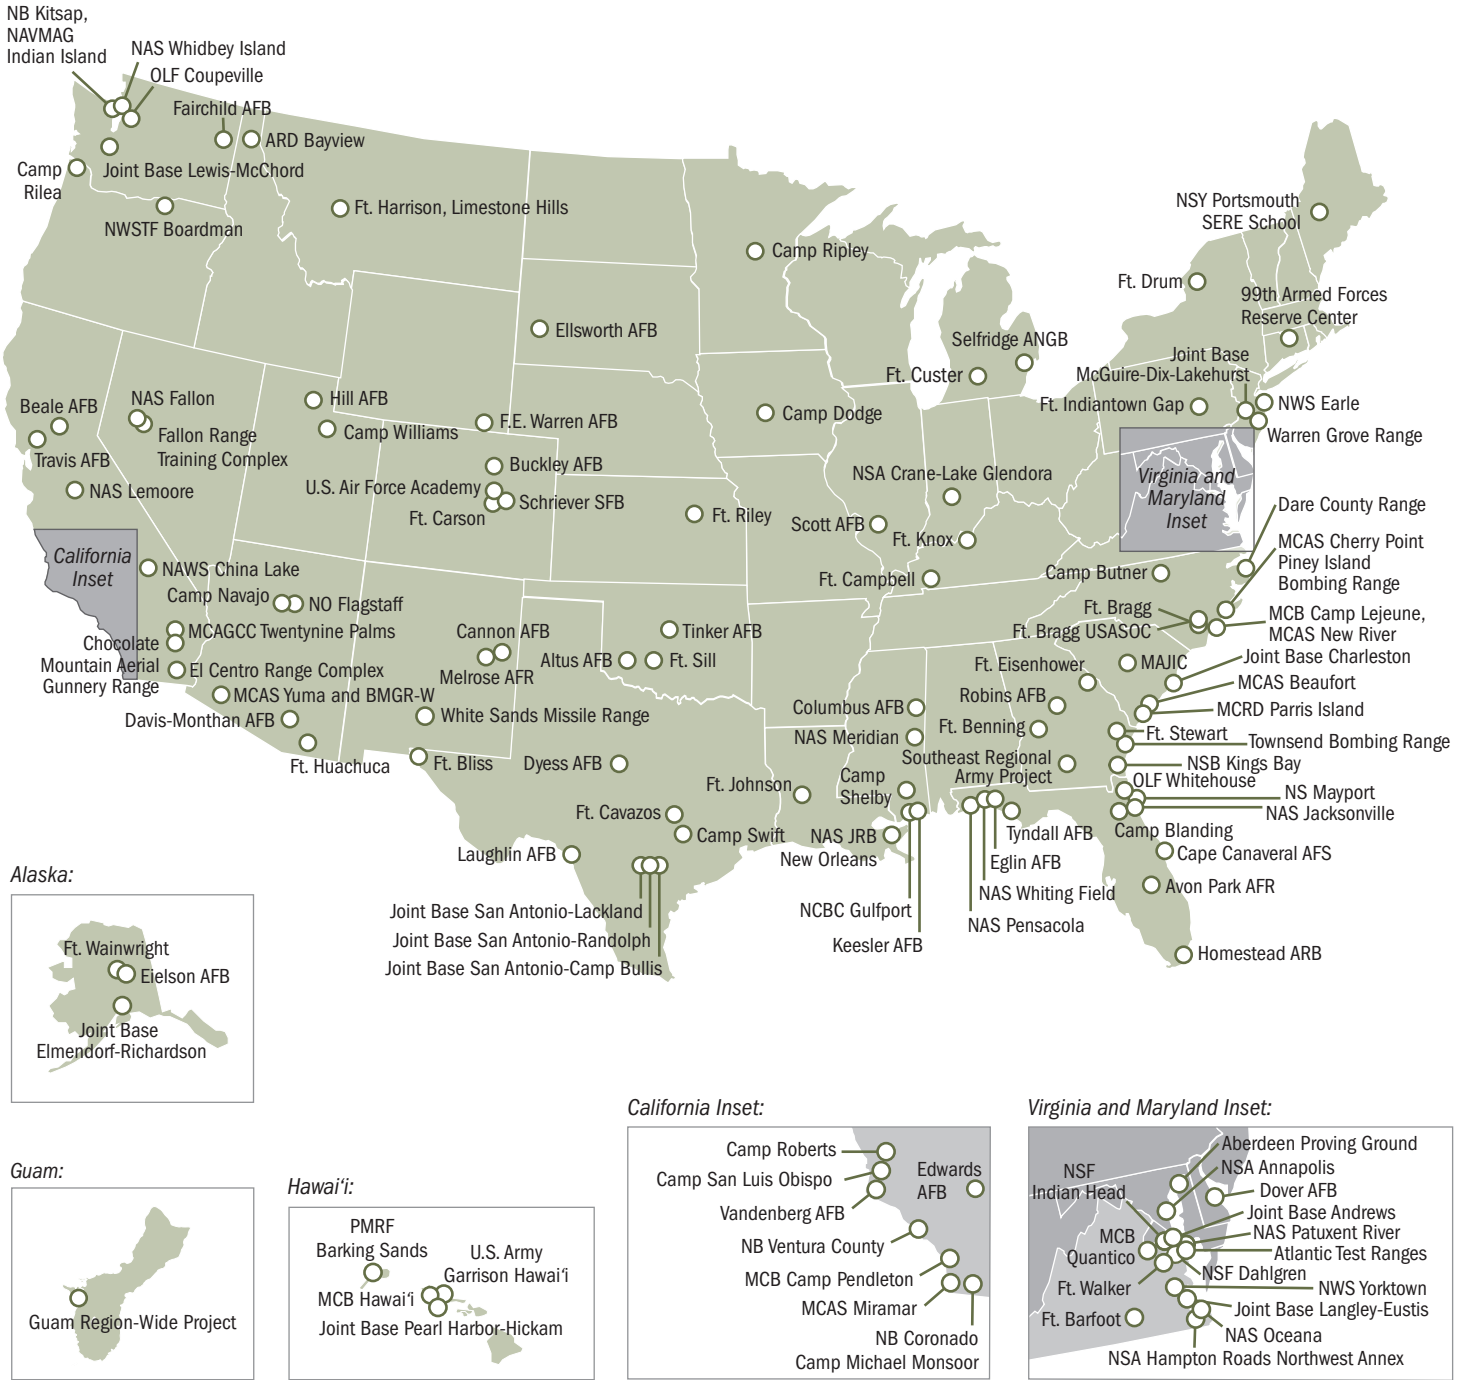 NB Kitsap,
NAVMAG
Indian Island
NAS Whidbey Island
OLF Coupeville
Fairchild AFB
ARD Bayview
Camp
Rilea
Joint Base Lewis-McChord
NWSTF Boardman
Ft. Harrison, Limestone Hills
Camp Ripley
NSY Portsmouth
SERE School
Ft. Drum
99th Armed Forces
Reserve Center
Ellsworth AFB
Selfridge ANGB
Ft. Custer
Joint Base
McGuire-Dix-Lakehurst
Ft. Indiantown Gap
NWS Earle
Warren Grove Range
Beale AFB
Travis AFB
NAS Fallon
Fallon Range
Training Complex
Hill AFB
Camp Williams
F.E. Warren AFB
Camp Dodge
Buckley AFB
U.S. Air Force Academy
Schriever SFB
Ft. Carson
NAS Lemoore
Ft. Riley
NSA Crane-Lake Glendora
Scott AFB
Ft. Knox
Ft. Campbell
Virginia and
Maryland
Inset
Dare County Range
MCAS Cherry Point
Piney Island
Bombing Range
California
Inset
NAWS China Lake
Camp Navajo
NO Flagstaff
Camp Butner
Ft. Bragg
Ft. Bragg USASOC
MCB Camp Lejeune,
MCAS New River
MCAGCC Twentynine Palms
Chocolate
Mountain Aerial
Gunnery Range
El Centro Range Complex
MCAS Yuma and BMGR-W
Davis-Monthan AFB
Ft. Huachuca
Cannon AFB
Melrose AFR
Tinker AFB
Altus AFB
Ft. Sill
White Sands Missile Range
Ft. Bliss
Dyess AFB
Ft. Eisenhower
MAJIC
Joint Base Charleston
Robins AFB
MCAS Beaufort
MCRD Parris Island
Columbus AFB
NAS Meridian
Ft. Benning
Ft. Stewart
Townsend Bombing Range
Southeast Regional
Army Project
NSB Kings Bay
OLF Whitehouse
NS Mayport
NAS Jacksonville
Ft. Johnson
Camp
Shelby
Ft. Cavazos
Camp Swift
NAS JRB
New Orleans
Tyndall AFB
Camp Blanding
Laughlin AFB
Eglin AFB
Cape Canaveral AFS
NAS Whiting Field
Avon Park AFR
Joint Base San Antonio-Lackland
NCBC Gulfport
NAS Pensacola
Joint Base San Antonio-Randolph
Keesler AFB
Joint Base San Antonio-Camp Bullis
Homestead ARB
Alaska:
Ft. Wainwright
Eielson AFB
Joint Base
Elmendorf-Richardson
Guam:
Guam Region-Wide Project
Hawai‘i:
PMRF
Barking Sands
U.S. Army
Garrison Hawai‘i
MCB Hawai‘i
Joint Base Pearl Harbor-Hickam
California Inset:
Camp Roberts
Camp San Luis Obispo
Edwards
AFB
Vandenberg AFB
NB Ventura County
MCB Camp Pendleton
MCAS Miramar
NB Coronado
Camp Michael Monsoor
Virginia and Maryland Inset:
Aberdeen Proving Ground
NSA Annapolis
NSF
Indian Head
Dover AFB
Joint Base Andrews
NAS Patuxent River
MCB
Quantico
Atlantic Test Ranges
NSF Dahlgren
Ft. Walker
NWS Yorktown
Joint Base Langley-Eustis
Ft. Barfoot
NAS Oceana
NSA Hampton Roads Northwest Annex